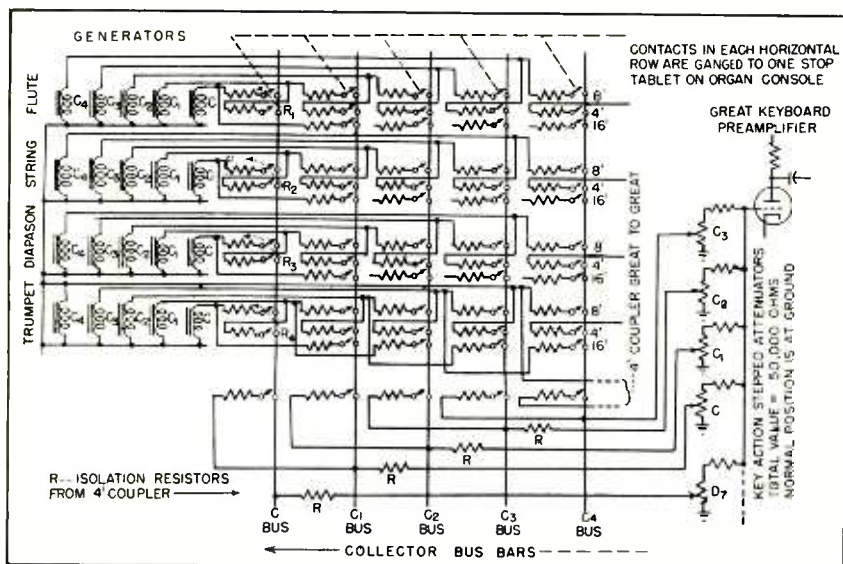 GENERATORS
CONTACTS IN EACH HORIZONTAL
ROW ARE GANGED TO ONE STOP
TABLET ON ORGAN CONSOLE
GREAT KEYBOARD
PREAMPLIFIER
FLUTE
C4
R1
8'
4'
16'
STRING
R2
8'
4'
16'
DIAPASON
R3
8'
4'
TRUMPET
8'
4'
16'
4' COUPLER GREAT TO GREAT
C3
C2
C1
C
D7
KEY ACTION STEPPED ATTENUATORS
TOTAL VALUE = 50,000 OHMS
NORMAL POSITION IS AT GROUND
R
R
R
R
R--ISOLATION RESISTORS
FROM 4' COUPLER
C BUS
C1 BUS
C2 BUS
C3 BUS
C4 BUS
COLLECTOR BUS BARS